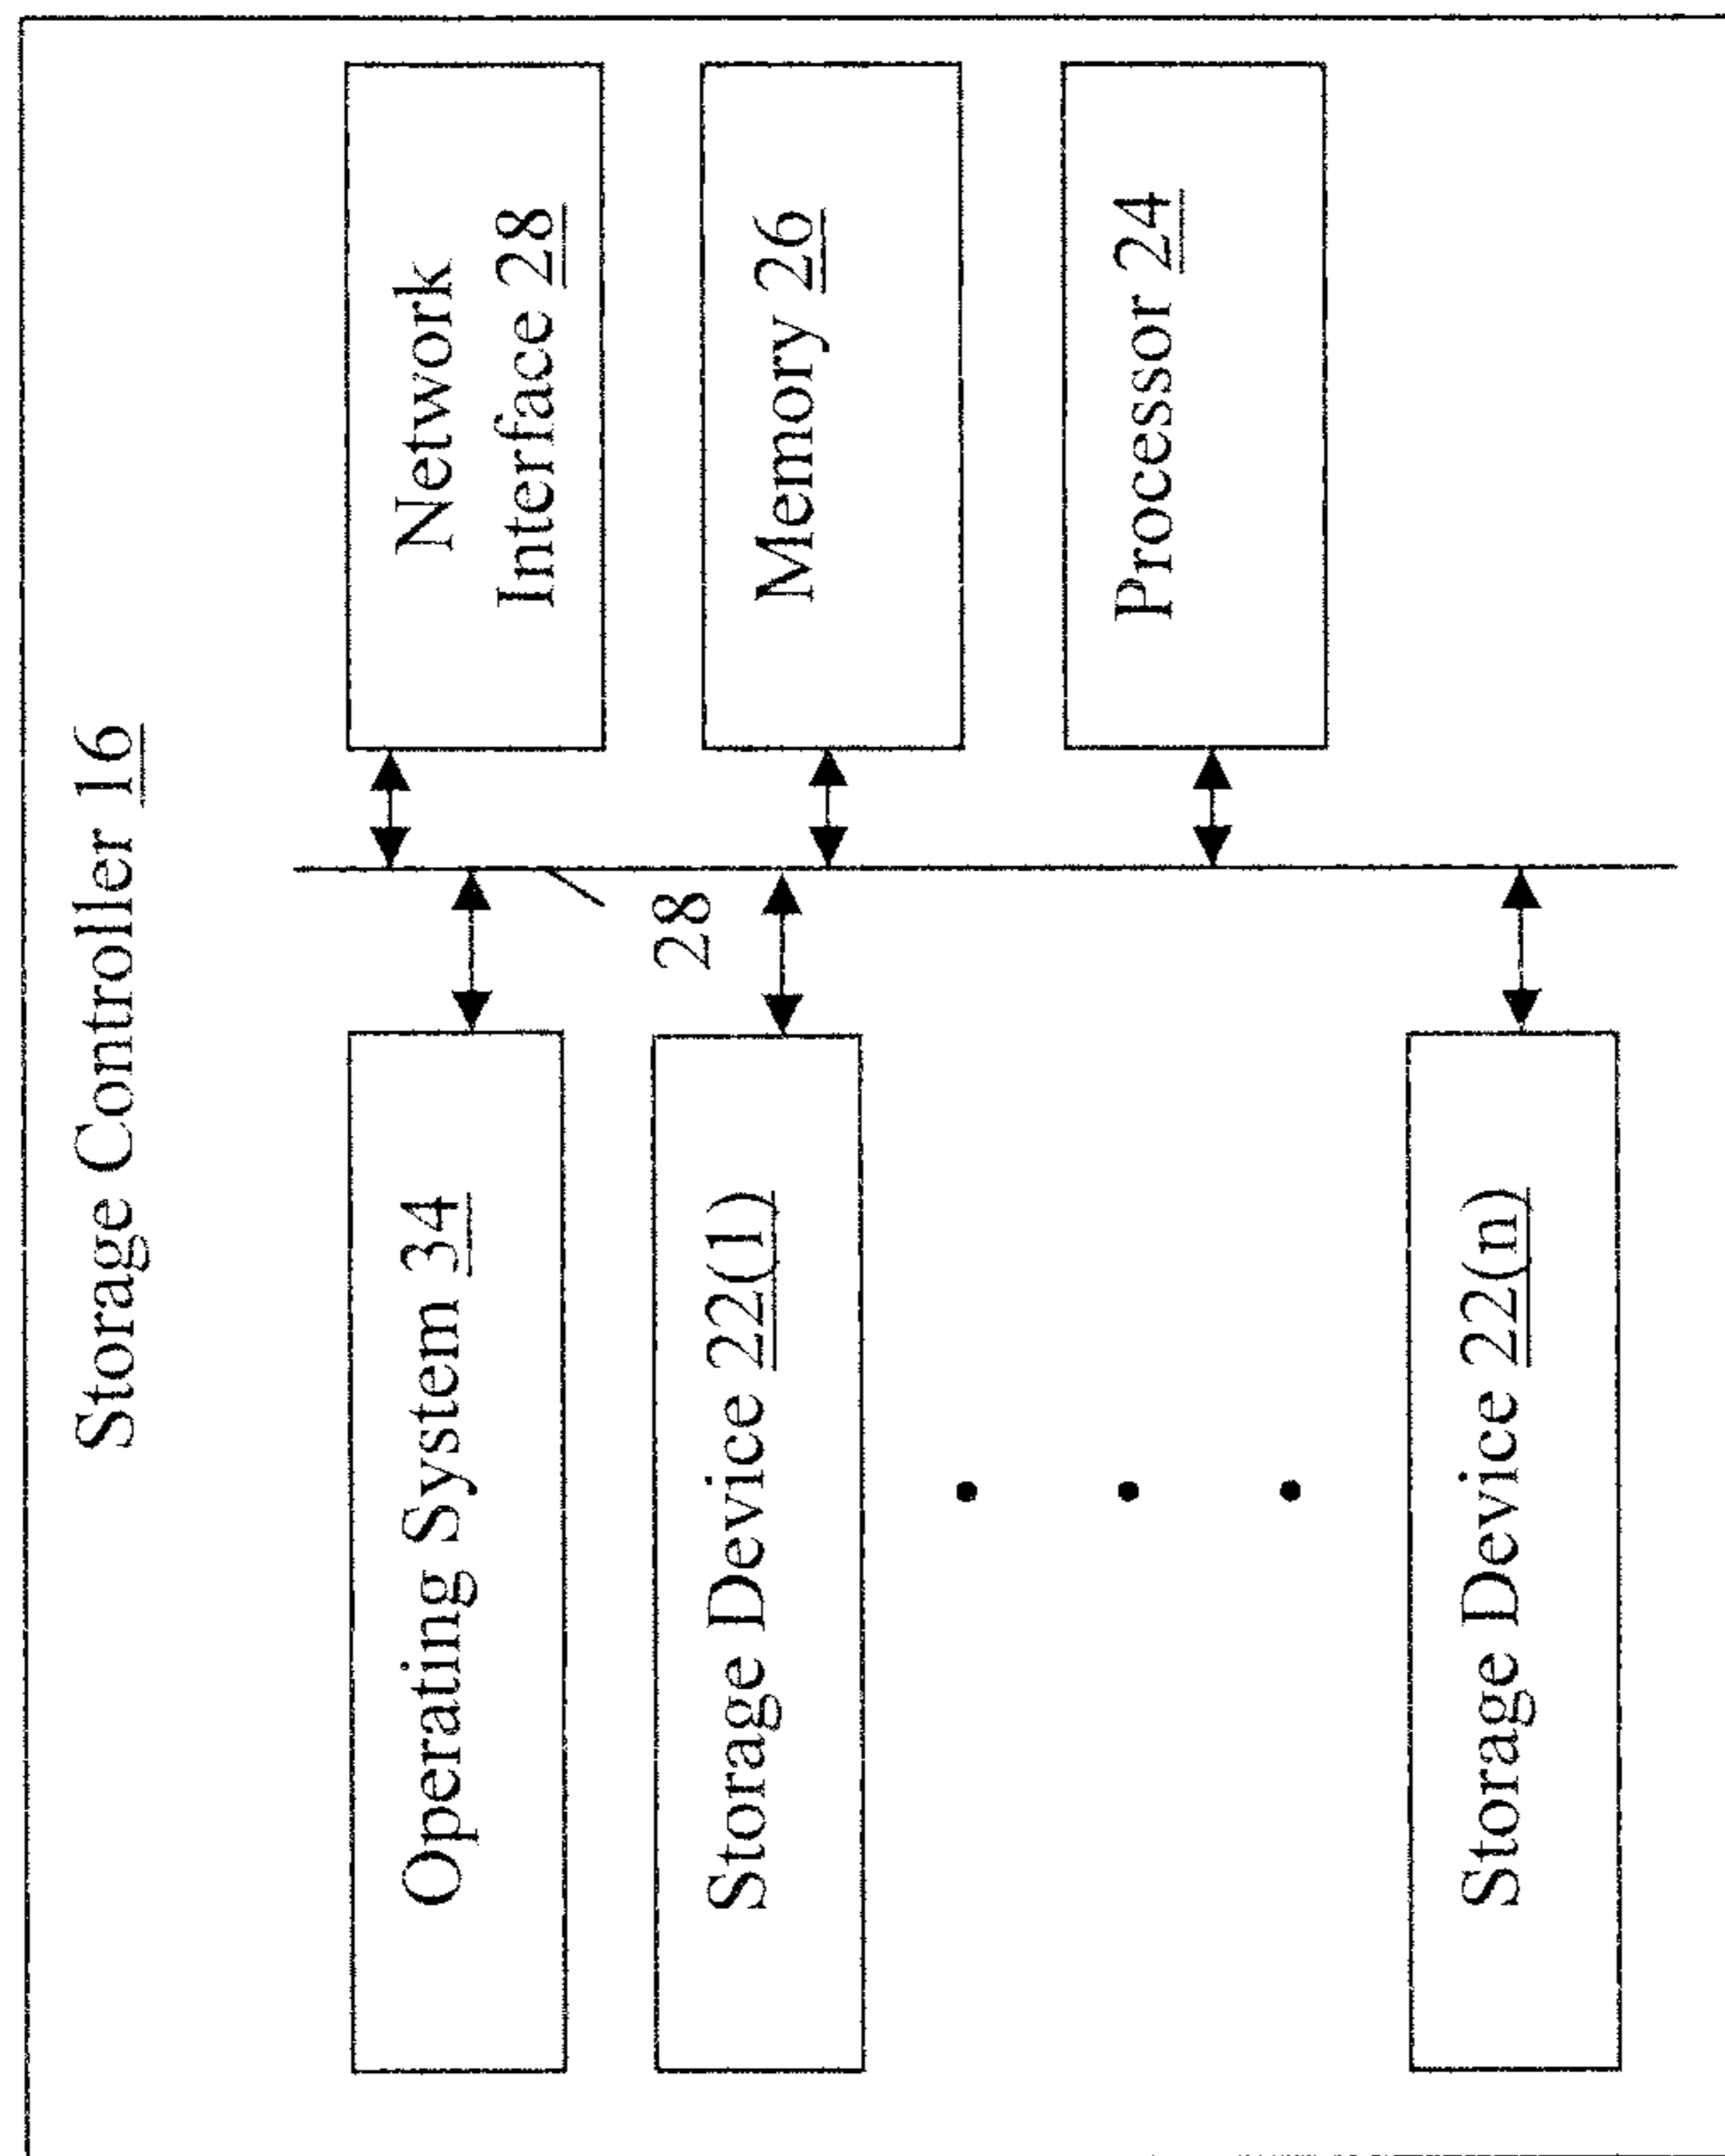 Storage Controller 16
Operating System 34
Storage Device 22(1)
Storage Device 22(n)
28
Network
Interface 28
Memory 26
Processor 24